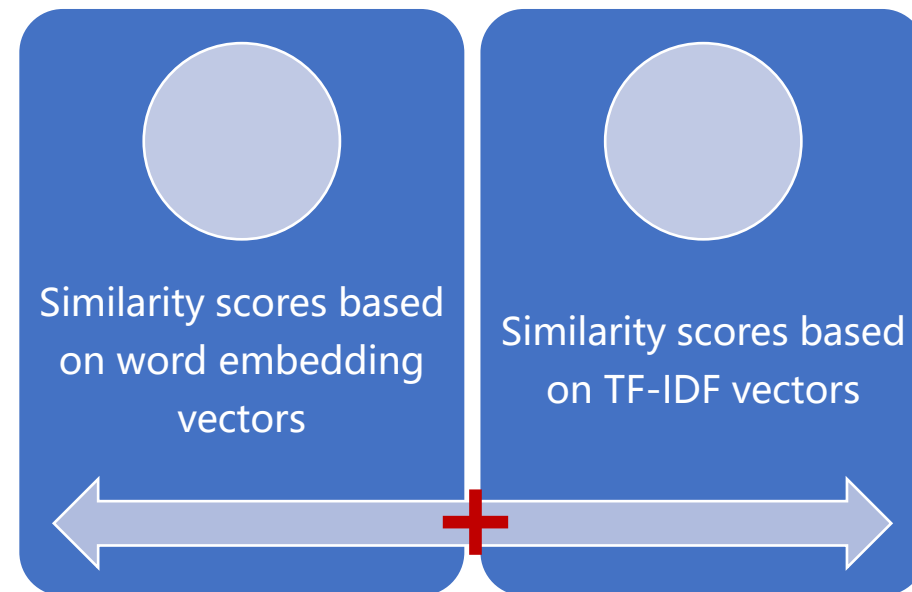 Similarity scores based
on word embedding
vectors
Similarity scores based
on TF-IDF vectors